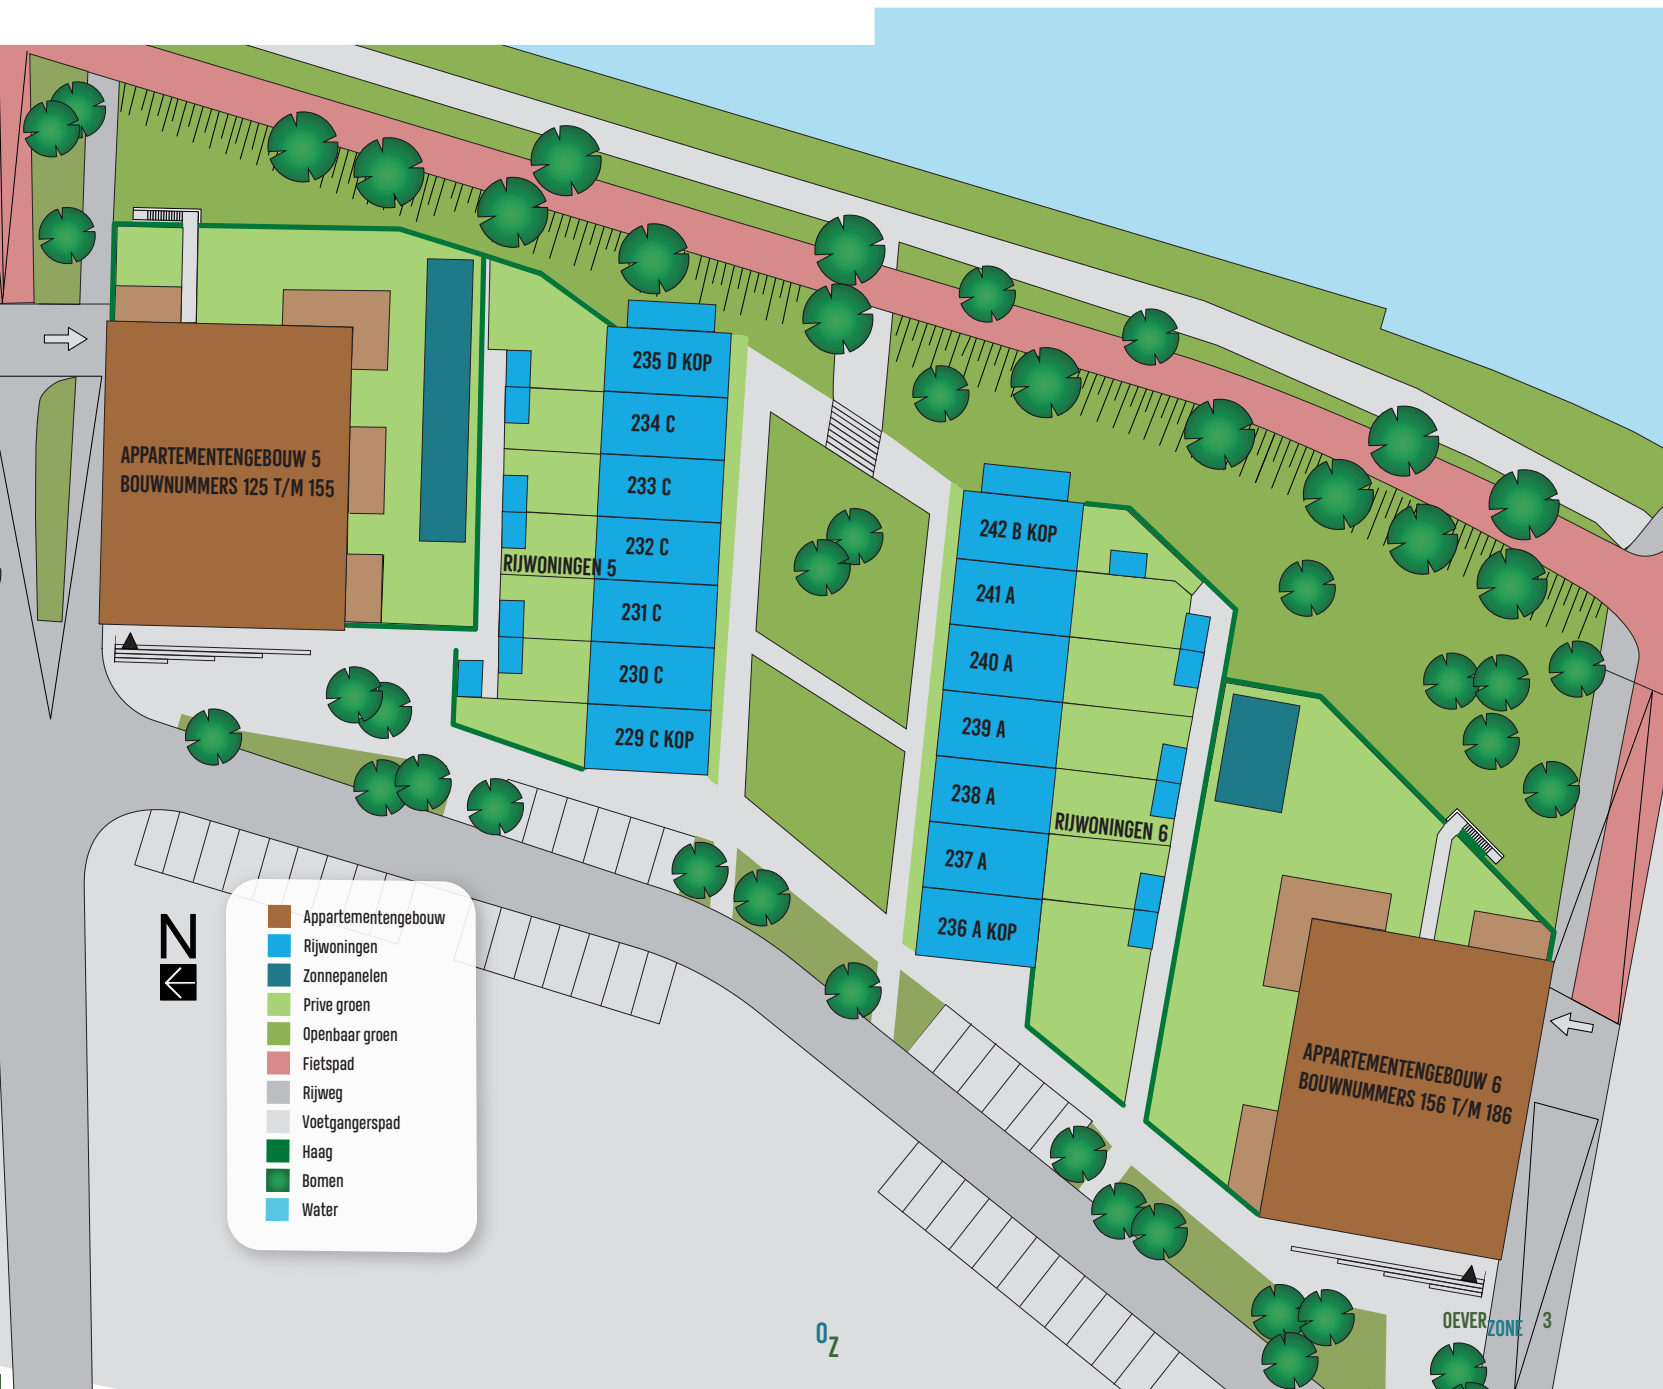 235 D KOP
234 C
233 C
232 C
231 C
230 C
229 C KOP
RIJWONINGEN 5
APPARTEMENTENGEBOUW 5
BOUWNUMMERS 125 T/M 155
242 B KOP
241 A
240 A
239 A
238 A
237 A
236 A KOP
RIJWONINGEN 6
APPARTEMENTENGEBOUW 6
BOUWNUMMERS 156 T/M 186
N
Appartementengebouw
Rijwoningen
Zonnepanelen
Prive groen
Openbaar groen
Fietspad
Rijweg
Voetgangerspad
Haag
Bomen
Water
OZ
OEVERZONE 3